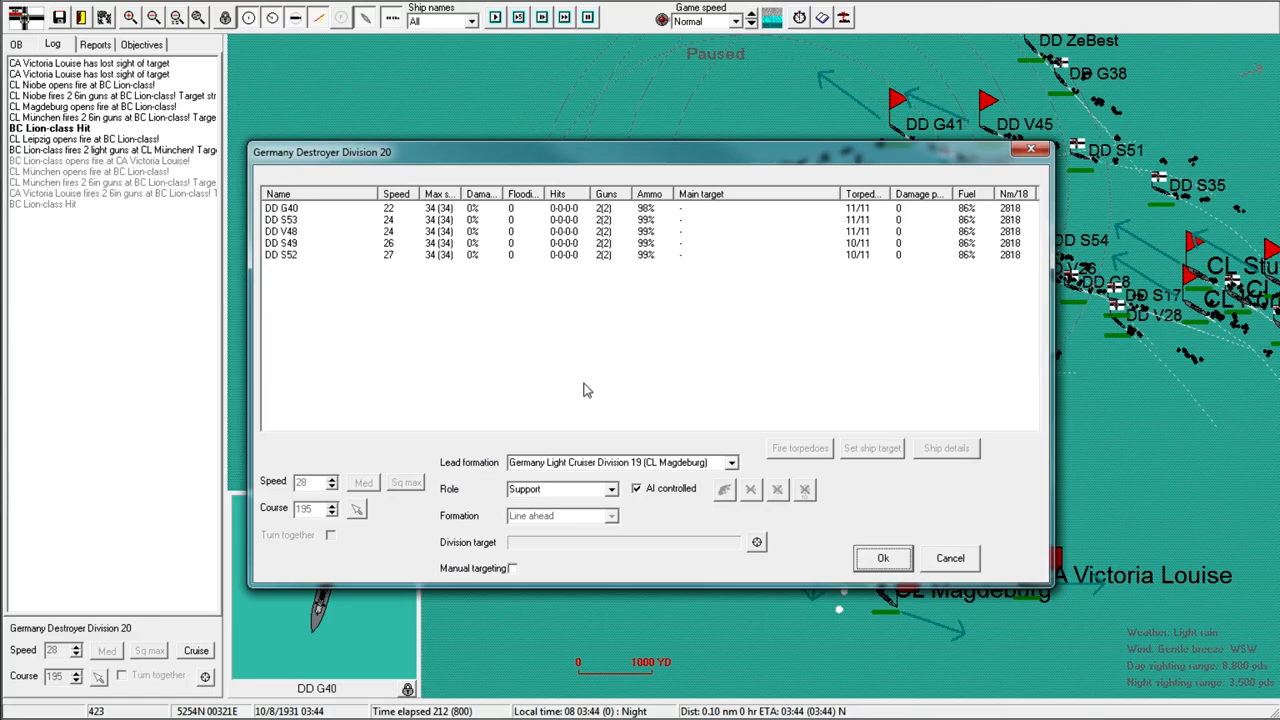 Ship names
All
Game speed
Normal
OB Log Reports Objectives
CA Victoria Louise has lost sight of target
CA Victoria Louise has lost sight of target
CL Niobe opens fire at BC Lion-class!
CL München fires 2 6in guns at BC Lion-class! Target str
CL Magdeburg opens fire at BC Lion-class!
CL München fires 2 6in guns at BC Lion-class! Targe
BC Lion-class Hit
CL Leipzig opens fire at BC Lion-class!
BC Lion-class fires 2 light guns at CL München! Targe
BC Lion-class opens fire at CA Victoria Louise!
CL München opens fire at BC Lion-class!
CL München fires 2 6in guns at BC Lion-class! Targe
CA Victoria Louise fires 2 6in guns at BC Lion-class! T
BC Lion-class Hit
Paused
DD ZeBest
DD G38
DD G41
DD V45
DD S51
DD S35
DD S54
DD G8
DD S17
DD V28
CL Stu
CL
CL Magdeburg
A Victoria Louise
Germany Destroyer Division 20
Name Speed Max s... Dama... Floodi... Hits Guns Ammo Main target Torped... Damage p... Fuel Nm/18
DD G40 22 34 (34) 0% 0 0-0-0-0 2(2) 98% - 11/11 0 86% 2818
DD S53 24 34 (34) 0% 0 0-0-0-0 2(2) 99% - 11/11 0 86% 2818
DD V48 24 34 (34) 0% 0 0-0-0-0 2(2) 99% - 11/11 0 86% 2818
DD S49 26 34 (34) 0% 0 0-0-0-0 2(2) 99% - 10/11 0 86% 2818
DD S52 27 34 (34) 0% 0 0-0-0-0 2(2) 99% - 10/11 0 86% 2818
Fire torpedoes Set ship target Ship details
Lead formation Germany Light Cruiser Division 19 (CL Magdeburg)
Speed 28 Med Sq max
Role Support AI controlled
Course 195
Formation Line ahead
Turn together
Division target
Manual targeting
Ok Cancel
Germany Destroyer Division 20
Speed 28 Med Sq max Cruise
Course 195 Turn together
DD G40
0 1000 YD
Weather: Light rain
Wind: Gentle breeze WSW
Day sighting range: 8,800 yds
Night sighting range: 3,500 yds
423 5254N 00321E 10/8/1931 03:44 Time elapsed 212 (800) Local time: 08 03:44 (0) : Night Dist: 0.10 nm 0 hr ETA: 03:44 (03:44) N